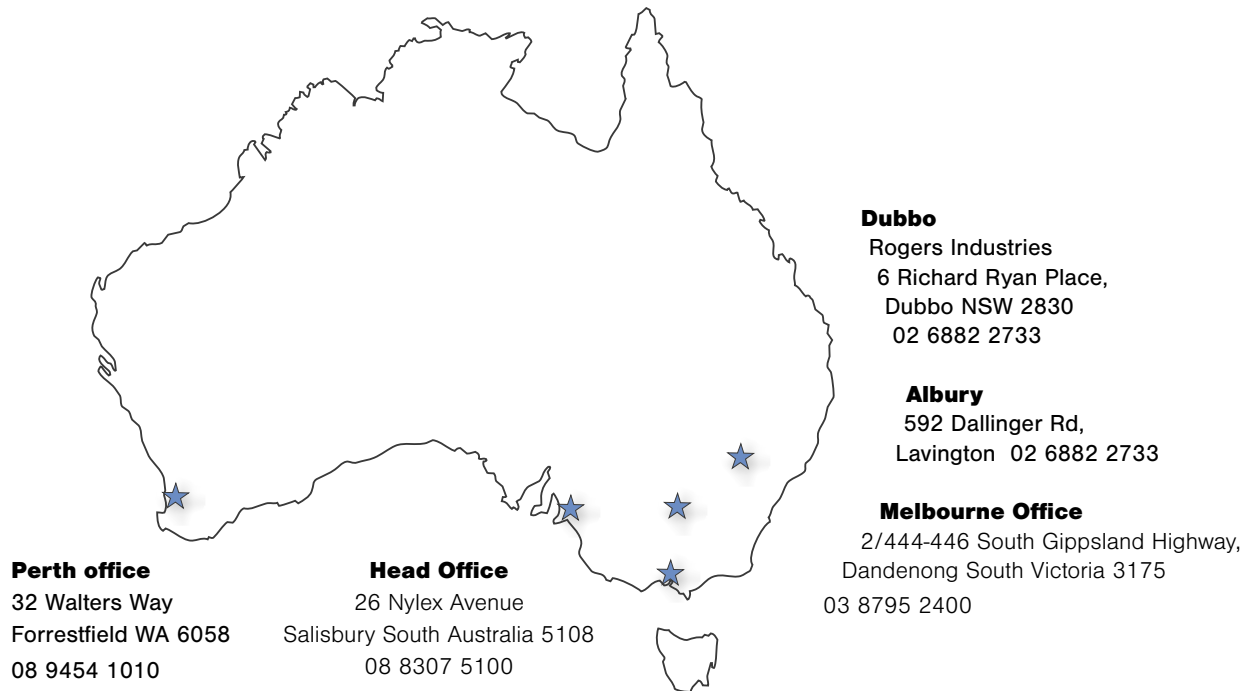 Dubbo
Rogers Industries
6 Richard Ryan Place,
Dubbo NSW 2830
02 6882 2733
Albury
592 Dallinger Rd,
Lavington 02 6882 2733
Melbourne Office
2/444-446 South Gippsland Highway,
Dandenong South Victoria 3175
03 8795 2400
Perth office
32 Walters Way
Forrestfield WA 6058
08 9454 1010
Head Office
26 Nylex Avenue
Salisbury South Australia 5108
08 8307 5100